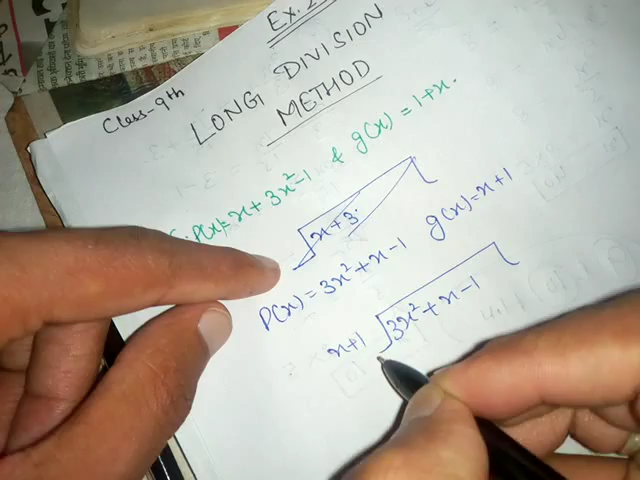 Ex. 2
Class-9th
LONG DIVISION
METHOD
P(x)=x+3x²-1 & g(x)=1+x.
x+3.
P(x)=3x²+x-1 g(x)=x+1
x+1 3x²+x-1